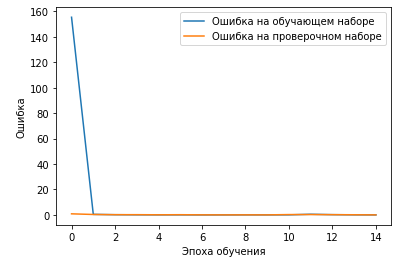 160
140
120
100
80
60
40
20
0
Ошибка
Ошибка на обучающем наборе
Ошибка на проверочном наборе
0 2 4 6 8 10 12 14
Эпоха обучения